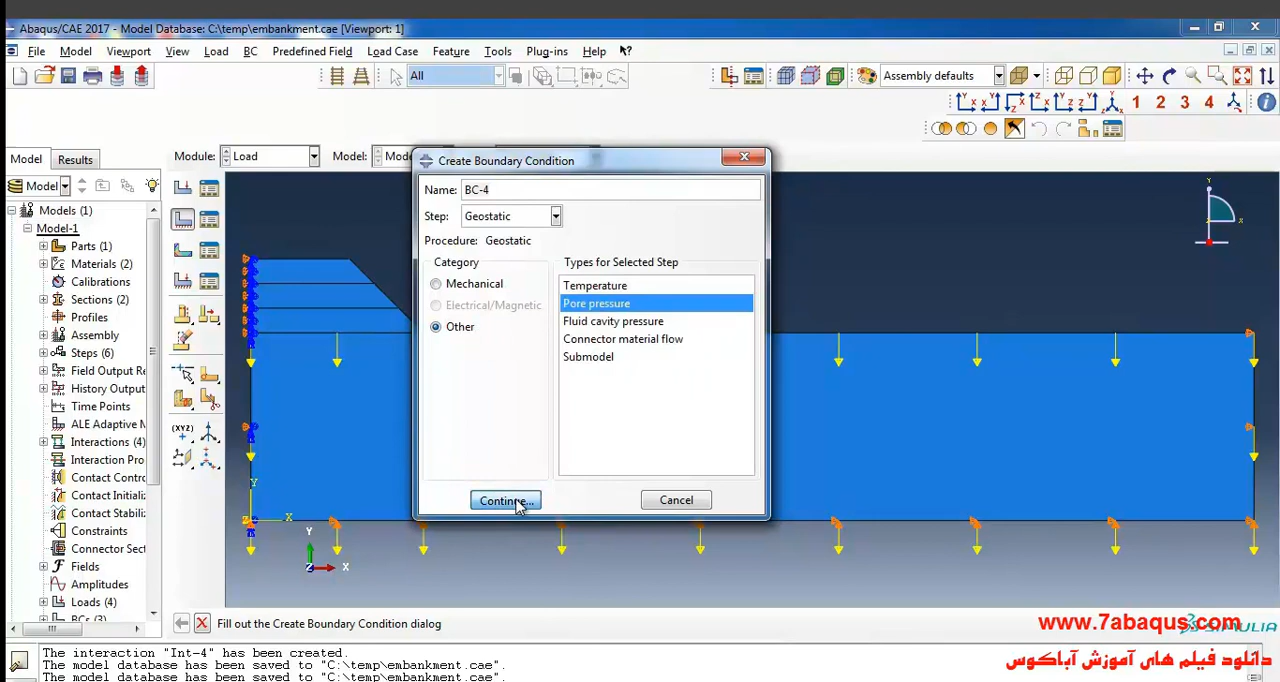 Abaqus/CAE 2017 - Model Database: C:\temp\embankment.cae [Viewport: 1]
File Model Viewport View Load BC Predefined Field Load Case Feature Tools Plug-ins Help
All Assembly defaults
1 2 3 4
Model Results Module: Load Model:
Model
Models (1)
Model-1
Parts (1)
Materials (2)
Calibrations
Sections (2)
Profiles
Assembly
Steps (6)
Field Output Re
History Output
Time Points
ALE Adaptive M
Interactions (4)
Interaction Pro
Contact Contro
Contact Initializ
Contact Stabiliz
Constraints
Connector Sect
Fields
Amplitudes
Loads (4)
BCs (3)
Create Boundary Condition
Name: BC-4
Step: Geostatic
Procedure: Geostatic
Category
Mechanical
Electrical/Magnetic
Other
Types for Selected Step
Temperature
Pore pressure
Fluid cavity pressure
Connector material flow
Submodel
Continue... Cancel
Y
X
Y
X
Z
Fill out the Create Boundary Condition dialog
www.7abaqus.com
SIMULIA
دانلود فیلم های آموزش آباکوس
The interaction "Int-4" has been created.
The model database has been saved to "C:\temp\embankment.cae".
The model database has been saved to "C:\temp\embankment.cae".